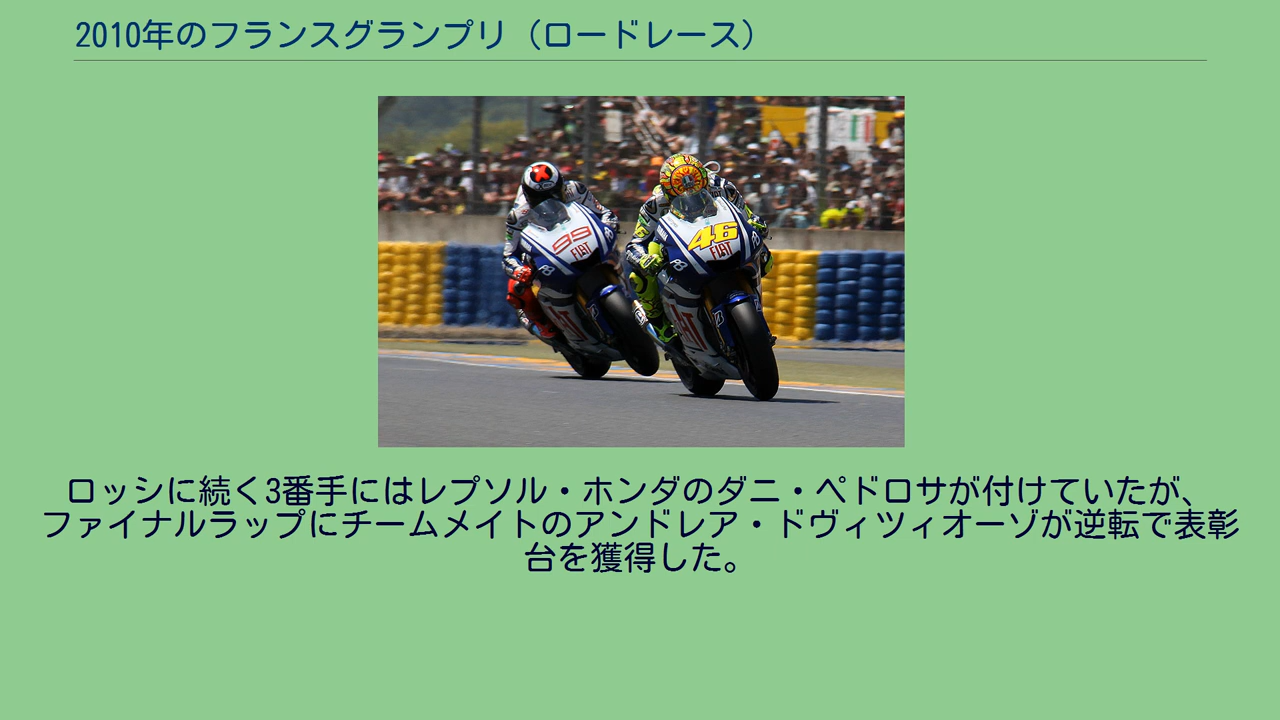 2010年のフランスグランプリ（ロードレース）
99
FIAT
46
FIAT
FIAT
FIAT
ロッシに続く3番手にはレプソル・ホンダのダニ・ペドロサが付けていたが、
ファイナルラップにチームメイトのアンドレア・ドヴィツィオーゾが逆転で表彰
台を獲得した。